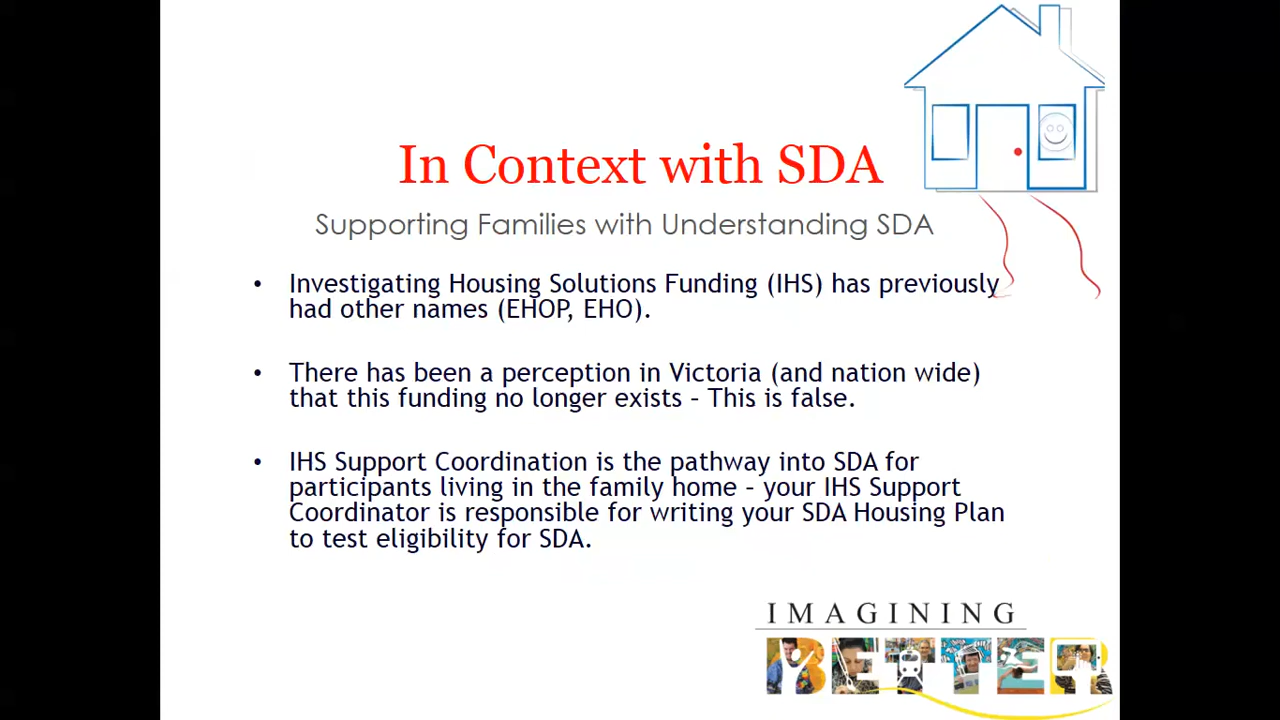 In Context with SDA
Supporting Families with Understanding SDA
• Investigating Housing Solutions Funding (IHS) has previously
had other names (EHOP, EHO).
• There has been a perception in Victoria (and nation wide)
that this funding no longer exists – This is false.
• IHS Support Coordination is the pathway into SDA for
participants living in the family home – your IHS Support
Coordinator is responsible for writing your SDA Housing Plan
to test eligibility for SDA.
IMAGINING
BETTER